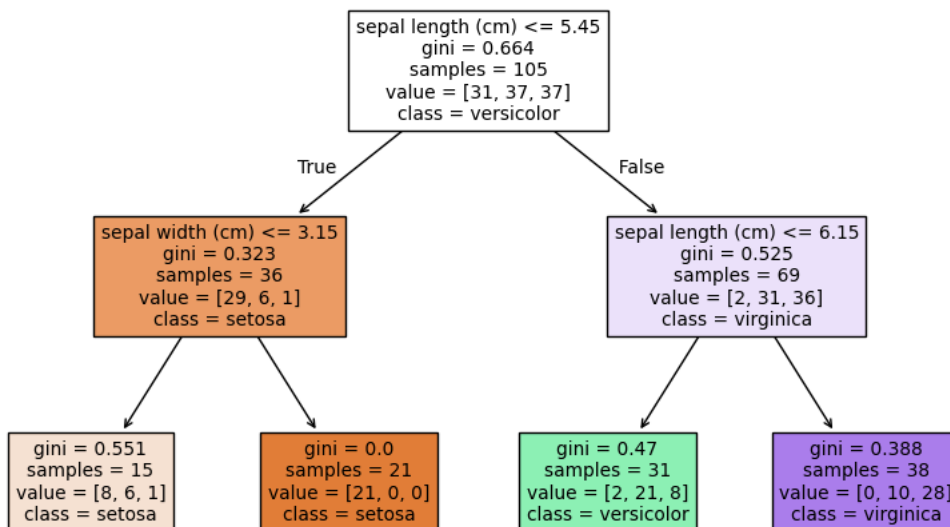 sepal length (cm) <= 5.45
gini = 0.664
samples = 105
value = [31, 37, 37]
class = versicolor
True
False
sepal width (cm) <= 3.15
gini = 0.323
samples = 36
value = [29, 6, 1]
class = setosa
sepal length (cm) <= 6.15
gini = 0.525
samples = 69
value = [2, 31, 36]
class = virginica
gini = 0.551
samples = 15
value = [8, 6, 1]
class = setosa
gini = 0.0
samples = 21
value = [21, 0, 0]
class = setosa
gini = 0.47
samples = 31
value = [2, 21, 8]
class = versicolor
gini = 0.388
samples = 38
value = [0, 10, 28]
class = virginica